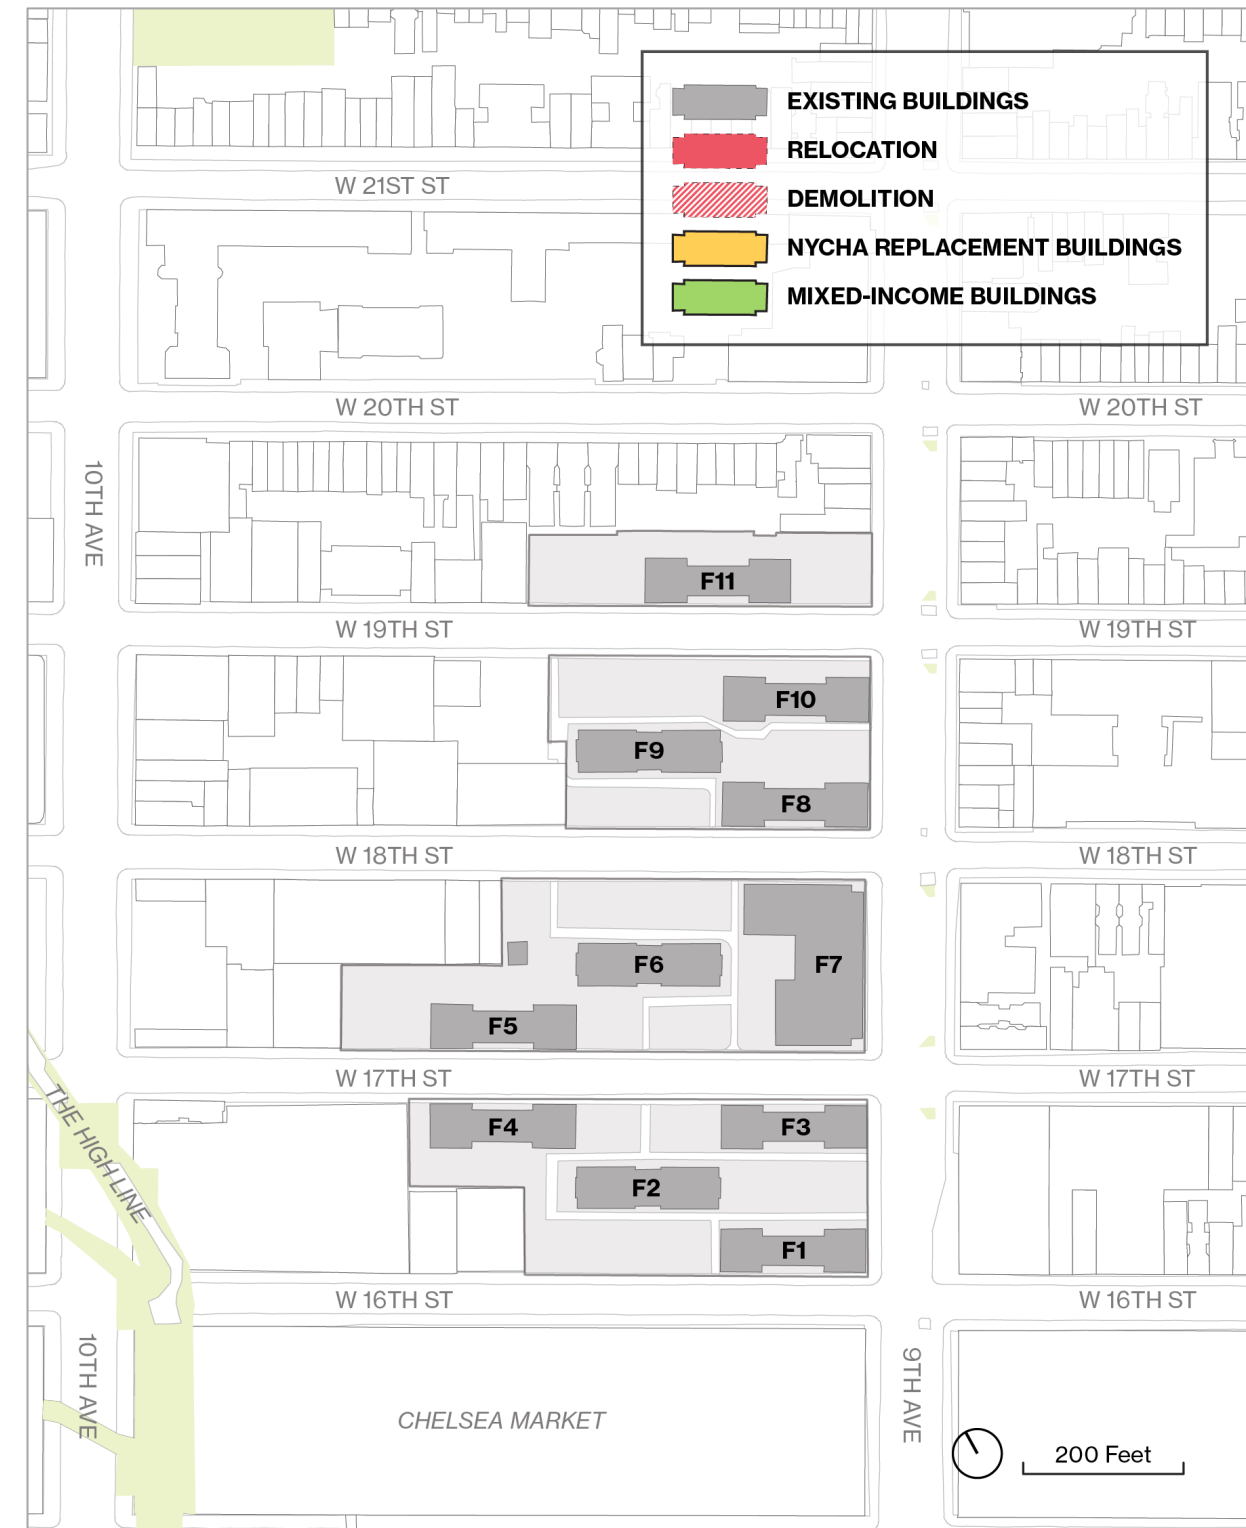 EXISTING BUILDINGS
RELOCATION
DEMOLITION
NYCHA REPLACEMENT BUILDINGS
MIXED-INCOME BUILDINGS
W 21ST ST
W 20TH ST
W 20TH ST
10TH AVE
F11
W 19TH ST
W 19TH ST
F10
F9
F8
W 18TH ST
W 18TH ST
F6
F7
F5
W 17TH ST
W 17TH ST
THE HIGH LINE
F4
F3
F2
F1
W 16TH ST
W 16TH ST
10TH AVE
9TH AVE
CHELSEA MARKET
200 Feet